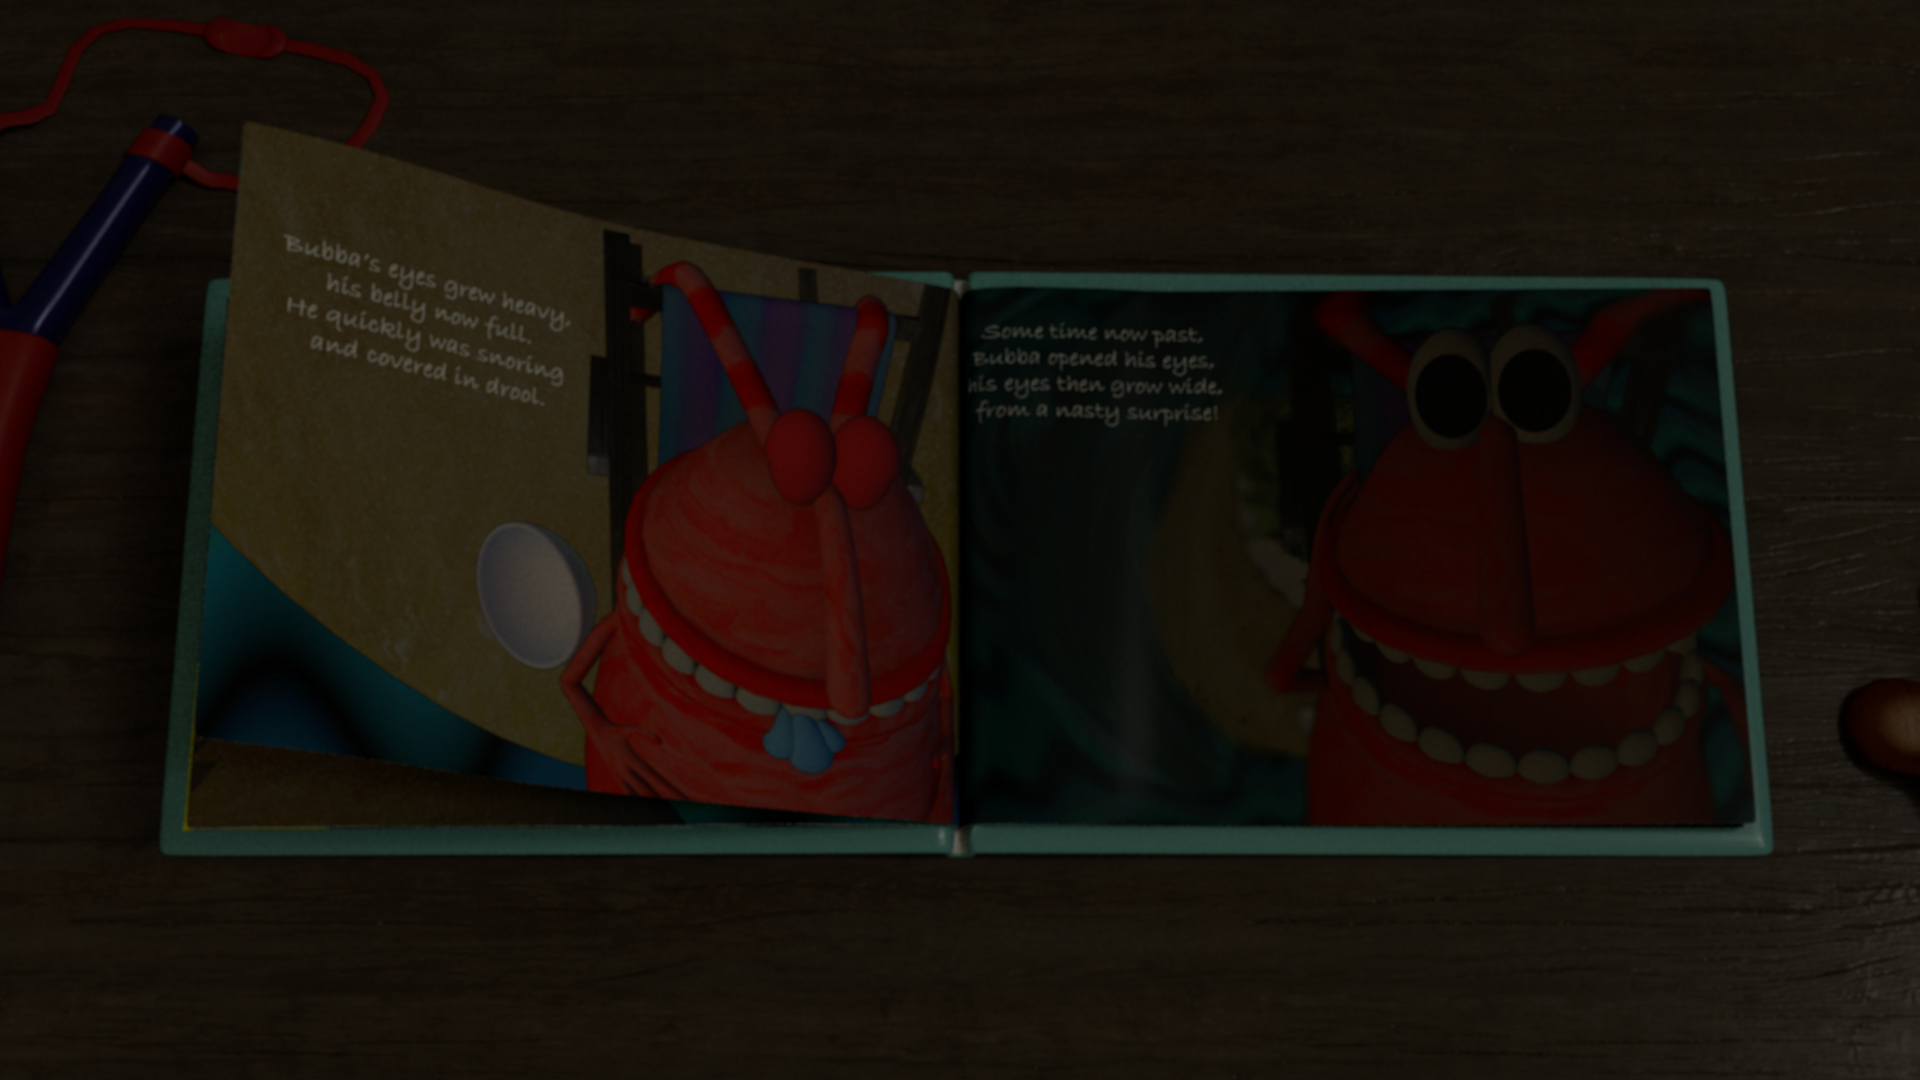 Bubba's eyes grew heavy,
his belly now full.
He quickly was snoring
and covered in drool.
Some time now past,
Bubba opened his eyes,
his eyes then grow wide,
from a nasty surprise!